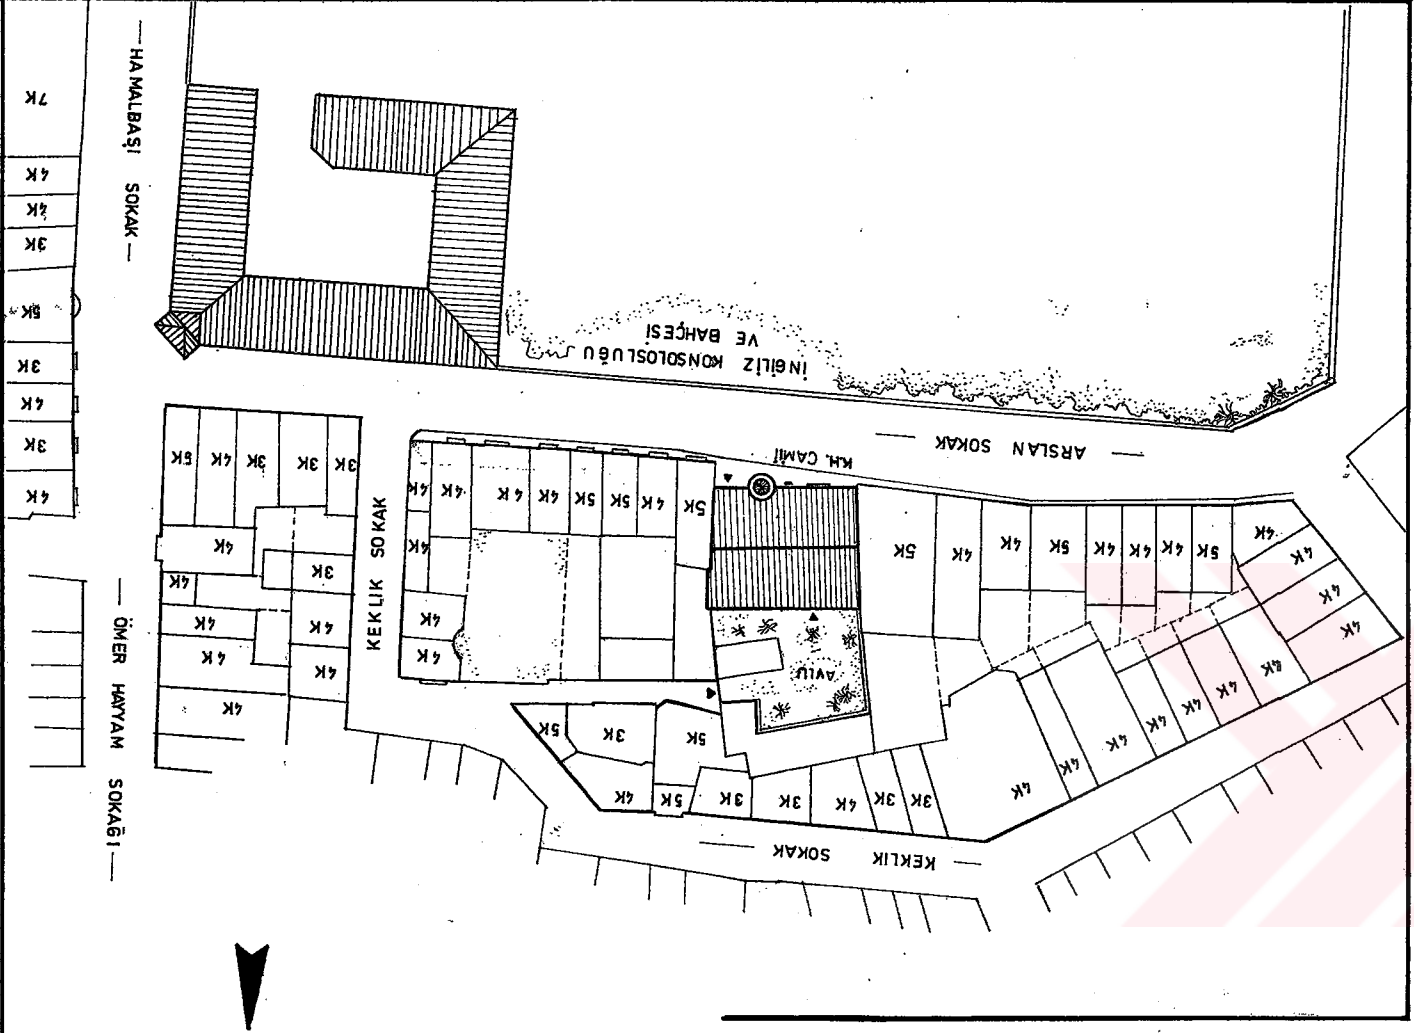 HAMALBAŞI SOKAK
7K
4K
4K
3K
5K
3K
4K
3K
4K
İNGİLİZ KONSOLOSLUĞU
VE BAHÇESİ
ARSLAN SOKAK
KH. CAMİİ
AVLU
KEKLIK SOKAK
KEKLIK SOKAK
ÖMER HAYYAM SOKAĞI
5K 4K 3K 3K 3K
4K
3K
4K
4K
4K
4K
4K
4K
4K 4K 4K 4K 5K 5K 4K 5K
4K
4K
4K
5K 4K 4K 5K 4K 4K 4K 5K 4K
4K
4K
4K
4K
4K
4K
4K
4K
4K
4K
5K 3K 5K
4K 5K 3K 3K 4K 3K 3K